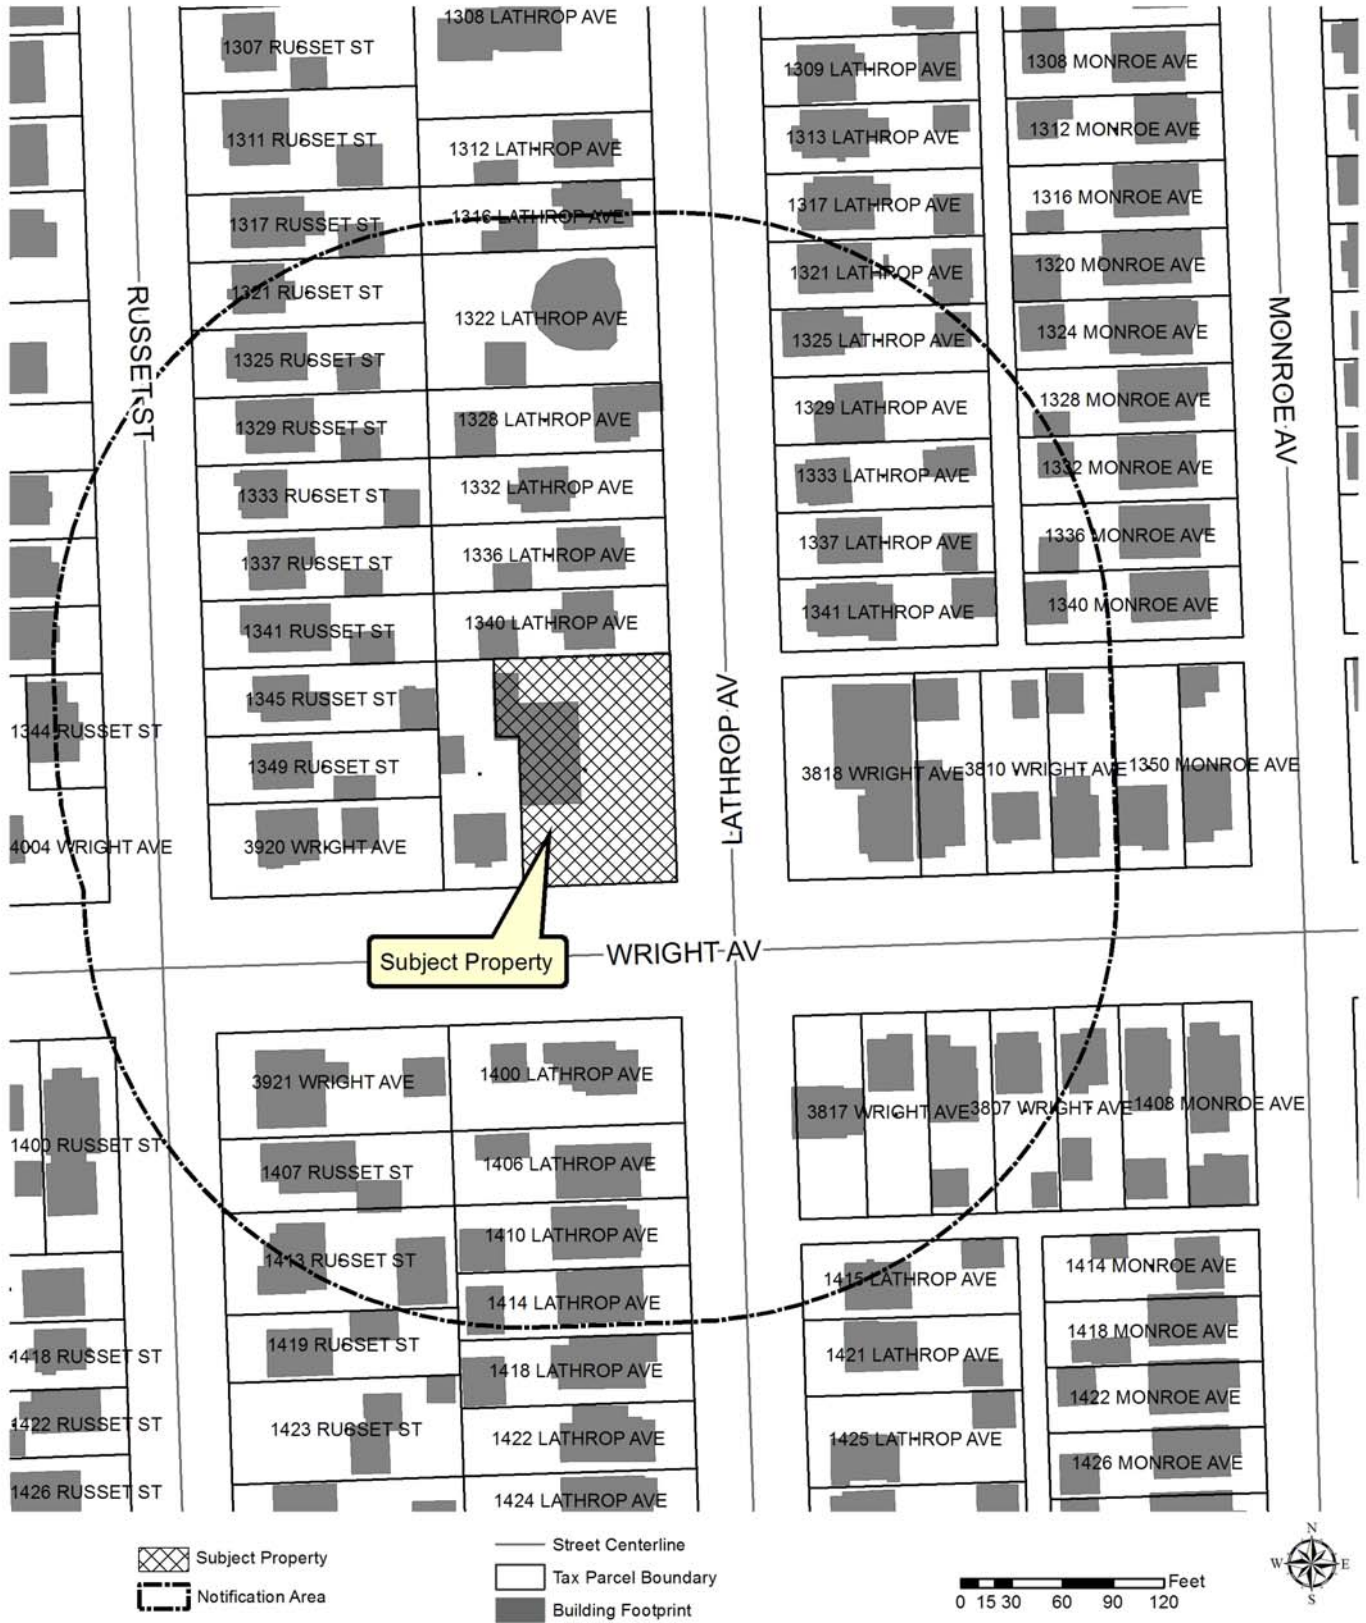 1308 LATHROP AVE
1307 RUSSET ST
1309 LATHROP AVE
1308 MONROE AVE
1311 RUSSET ST
1312 LATHROP AVE
1313 LATHROP AVE
1312 MONROE AVE
1317 RUSSET ST
1316 LATHROP AVE
1317 LATHROP AVE
1316 MONROE AVE
1321 RUSSET ST
1322 LATHROP AVE
1321 LATHROP AVE
1320 MONROE AVE
RUSSET ST
1325 RUSSET ST
1325 LATHROP AVE
1324 MONROE AVE
MONROE AV
1329 RUSSET ST
1328 LATHROP AVE
1329 LATHROP AVE
1328 MONROE AVE
1333 RUSSET ST
1332 LATHROP AVE
1333 LATHROP AVE
1332 MONROE AVE
1337 RUSSET ST
1336 LATHROP AVE
1337 LATHROP AVE
1336 MONROE AVE
1341 RUSSET ST
1340 LATHROP AVE
1341 LATHROP AVE
1340 MONROE AVE
1344 RUSSET ST
1345 RUSSET ST
LATHROP AV
1349 RUSSET ST
3818 WRIGHT AVE
3810 WRIGHT AVE
1350 MONROE AVE
4004 WRIGHT AVE
3920 WRIGHT AVE
Subject Property
WRIGHT AV
3921 WRIGHT AVE
1400 LATHROP AVE
3817 WRIGHT AVE
3807 WRIGHT AVE
1408 MONROE AVE
1400 RUSSET ST
1407 RUSSET ST
1406 LATHROP AVE
1413 RUSSET ST
1410 LATHROP AVE
1415 LATHROP AVE
1414 MONROE AVE
1414 LATHROP AVE
1418 RUSSET ST
1419 RUSSET ST
1418 LATHROP AVE
1421 LATHROP AVE
1418 MONROE AVE
1422 RUSSET ST
1423 RUSSET ST
1422 LATHROP AVE
1425 LATHROP AVE
1422 MONROE AVE
1426 RUSSET ST
1424 LATHROP AVE
1426 MONROE AVE
Subject Property
Notification Area
Street Centerline
Tax Parcel Boundary
Building Footprint
Feet
0 15 30 60 90 120
N
W E
S